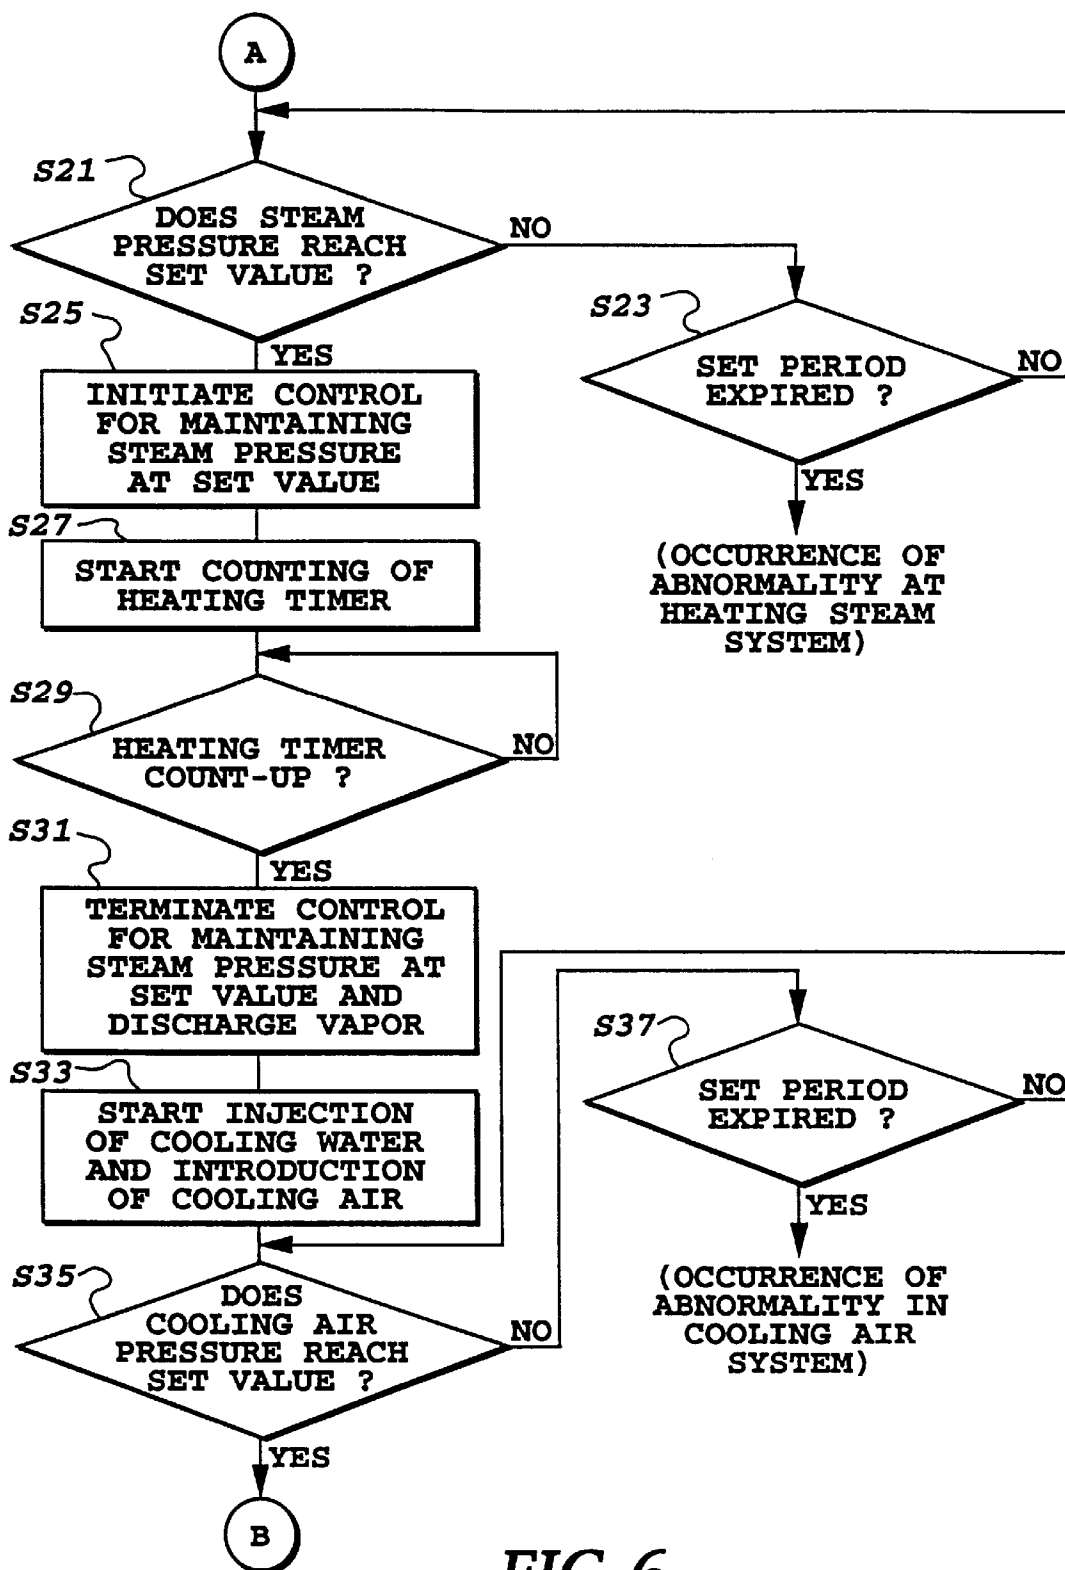 A
S21
DOES STEAM
PRESSURE REACH
SET VALUE ?
NO
YES
S23
SET PERIOD
EXPIRED ?
NO
YES
(OCCURRENCE OF
ABNORMALITY AT
HEATING STEAM
SYSTEM)
S25
INITIATE CONTROL
FOR MAINTAINING
STEAM PRESSURE
AT SET VALUE
S27
START COUNTING OF
HEATING TIMER
S29
HEATING TIMER
COUNT-UP ?
NO
YES
S31
TERMINATE CONTROL
FOR MAINTAINING
STEAM PRESSURE AT
SET VALUE AND
DISCHARGE VAPOR
S33
START INJECTION
OF COOLING WATER
AND INTRODUCTION
OF COOLING AIR
S35
DOES
COOLING AIR
PRESSURE REACH
SET VALUE ?
NO
YES
S37
SET PERIOD
EXPIRED ?
NO
YES
(OCCURRENCE OF
ABNORMALITY IN
COOLING AIR
SYSTEM)
B
FIG. 6